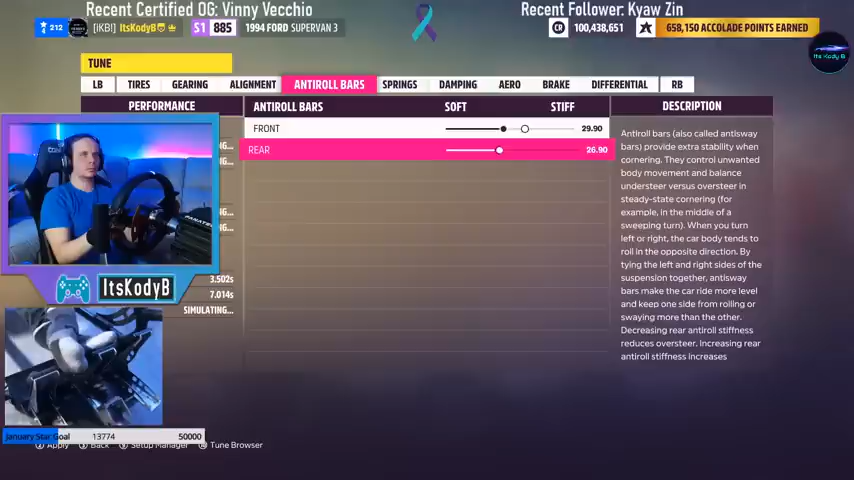 Recent Certified OG: Vinny Vecchio
Recent Follower: Kyaw Zin
212 [iKB!] ItsKodyB
S1 885 1994 FORD SUPERVAN 3
CR 100,438,651
658,150 ACCOLADE POINTS EARNED
Its Kody B
TUNE
LB TIRES GEARING ALIGNMENT ANTIROLL BARS SPRINGS DAMPING AERO BRAKE DIFFERENTIAL RB
PERFORMANCE
ANTIROLL BARS SOFT STIFF
FRONT 29.90
REAR 26.90
DESCRIPTION
Antiroll bars (also called antisway
bars) provide extra stability when
cornering. They control unwanted
body movement and balance
understeer versus oversteer in
steady-state cornering (for
example, in the middle of a
sweeping turn). When you turn
left or right, the car body tends to
roll in the opposite direction. By
tying the left and right sides of the
suspension together, antisway
bars make the car ride more level
and keep one side from rolling or
swaying more than the other.
Decreasing rear antiroll stiffness
reduces oversteer. Increasing rear
antiroll stiffness increases
NG...
NG...
NG...
NG...
3.502s
7.014s
SIMULATING...
FANATEC
ItsKodyB
January Star Goal 13774 50000
Apply Back Setup Manager Tune Browser